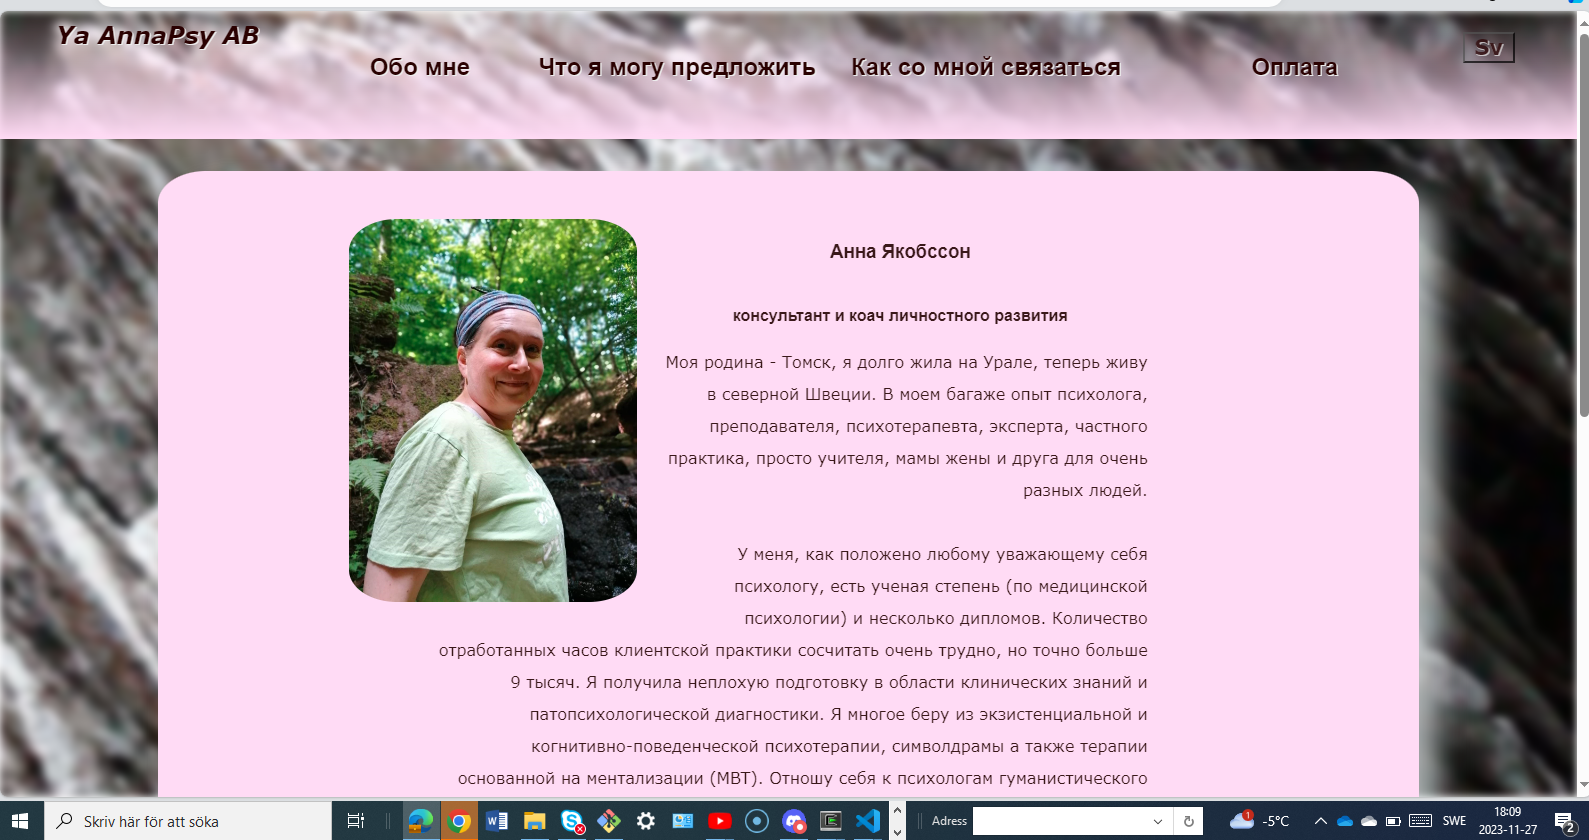 Ya AnnaPsy AB
Обо мне
Что я могу предложить
Как со мной связаться
Оплата
Sv
Анна Якобссон
консультант и коач личностного развития
Моя родина - Томск, я долго жила на Урале, теперь живу
в северной Швеции. В моем багаже опыт психолога,
преподавателя, психотерапевта, эксперта, частного
практика, просто учителя, мамы жены и друга для очень
разных людей.
У меня, как положено любому уважающему себя
психологу, есть ученая степень (по медицинской
психологии) и несколько дипломов. Количество
отработанных часов клиентской практики сосчитать очень трудно, но точно больше
9 тысяч. Я получила неплохую подготовку в области клинических знаний и
патопсихологической диагностики. Я многое беру из экзистенциальной и
когнитивно-поведенческой психотерапии, символдрамы а также терапии
основанной на ментализации (МВТ). Отношу себя к психологам гуманистического
Skriv här för att söka
Adress
1
-5°C
SWE
18:09
2023-11-27
2